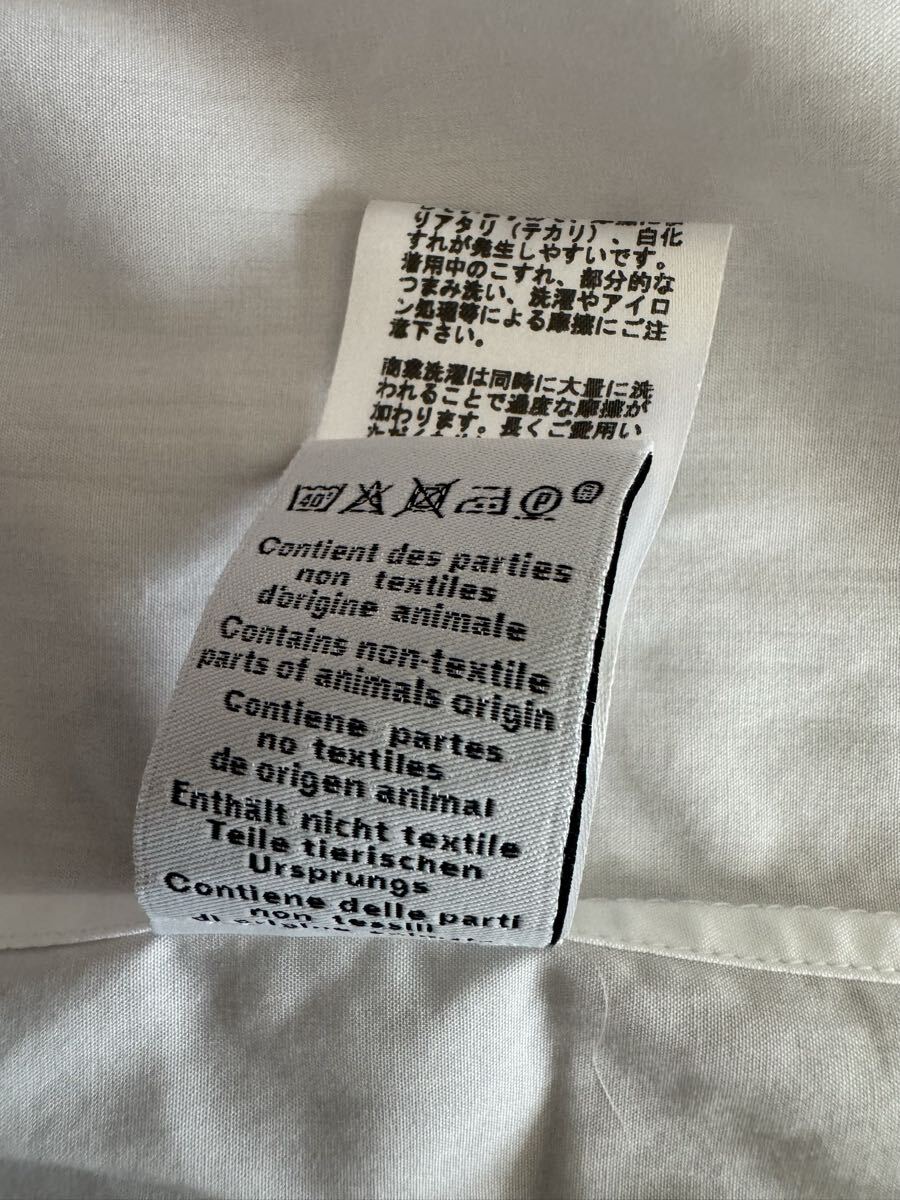 りアタリ（テカリ）、白化
すれが発生しやすいです。
着用中のこすれ、部分的な
つまみ洗い、洗濯やアイロ
ン処理等による摩擦にご注
意下さい。
商業洗濯は同時に大量に洗
われることで過度な摩擦が
加わります。長くご愛用い
40° P
Contient des parties
non textiles
d'origine animale
Contains non-textile
parts of animals origin
Contiene partes
no textiles
de origen animal
Enthält nicht textile
Teile tierischen
Ursprungs
Contiene delle parti
non tessili
di origine animale